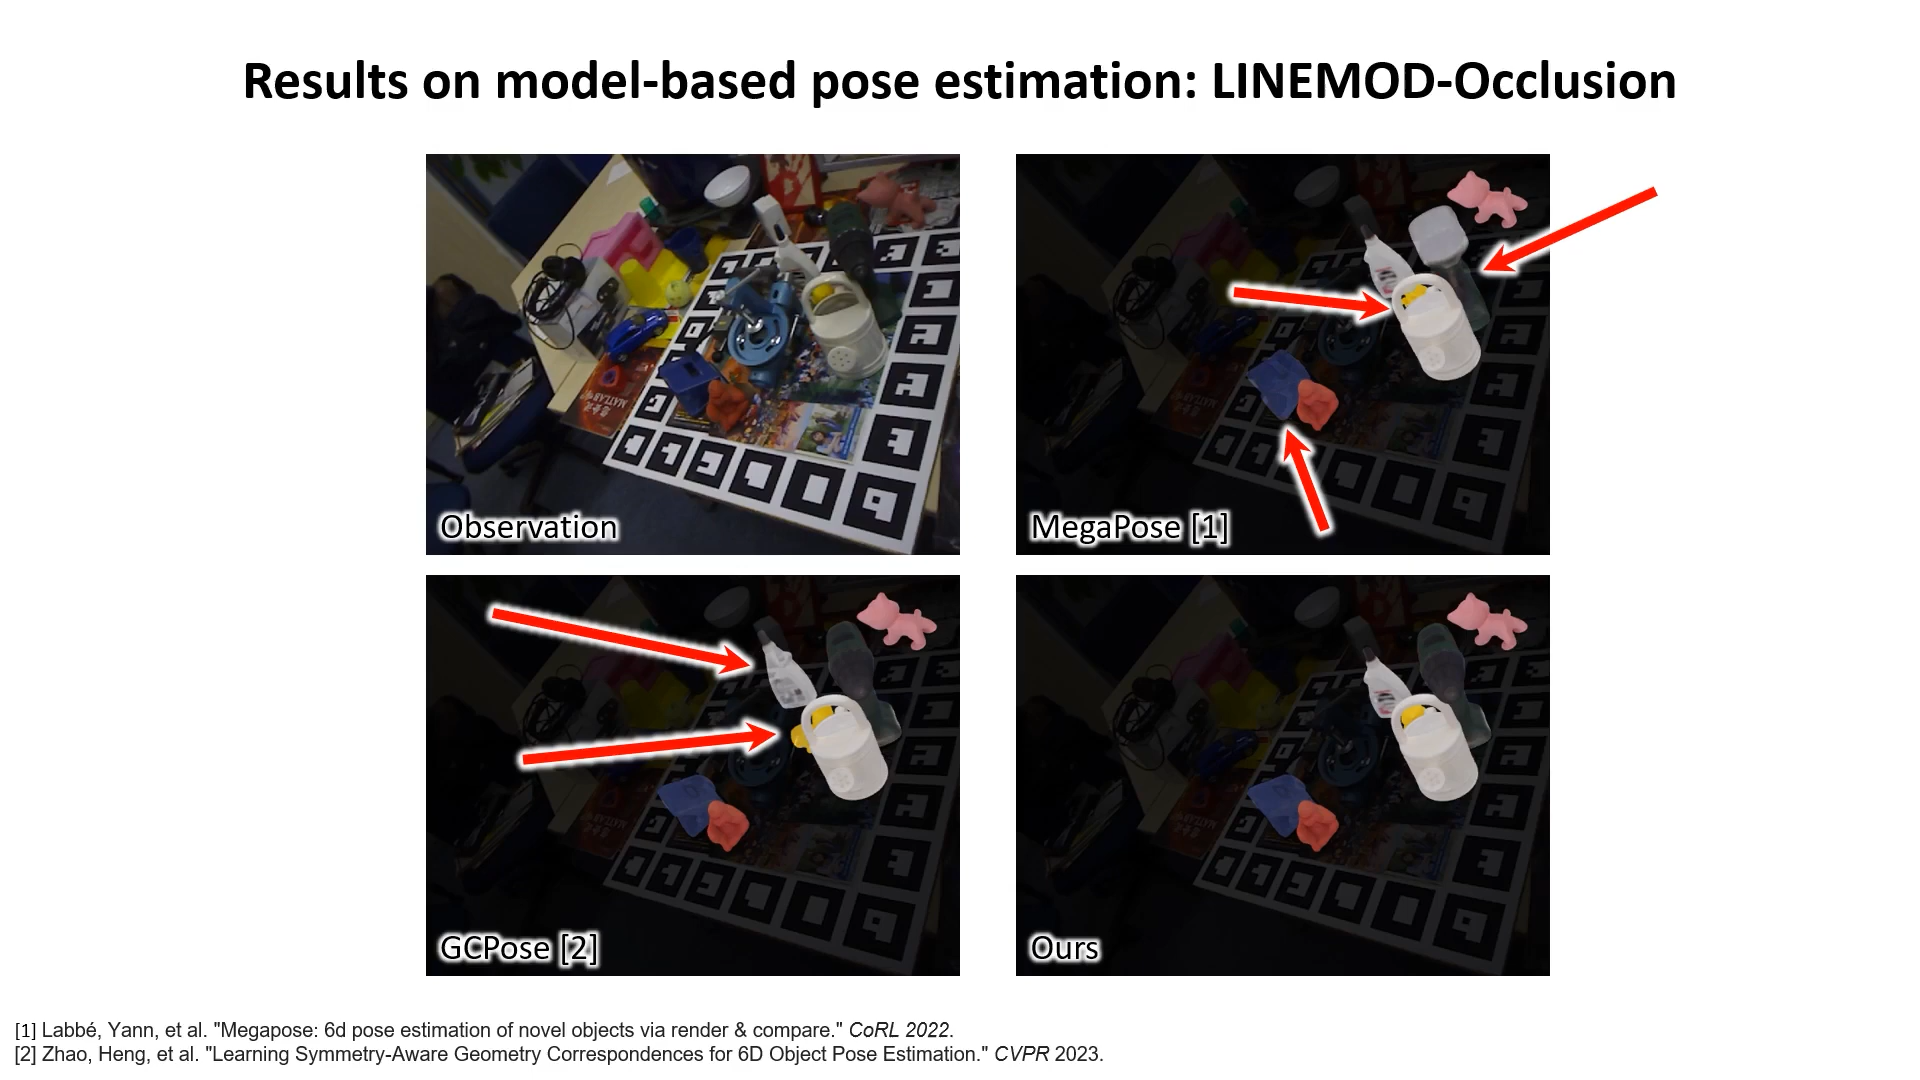 Results on model-based pose estimation: LINEMOD-Occlusion
Observation
MegaPose [1]
GCPose [2]
Ours
[1] Labbé, Yann, et al. "Megapose: 6d pose estimation of novel objects via render & compare." CoRL 2022.
[2] Zhao, Heng, et al. "Learning Symmetry-Aware Geometry Correspondences for 6D Object Pose Estimation." CVPR 2023.
MATLAB